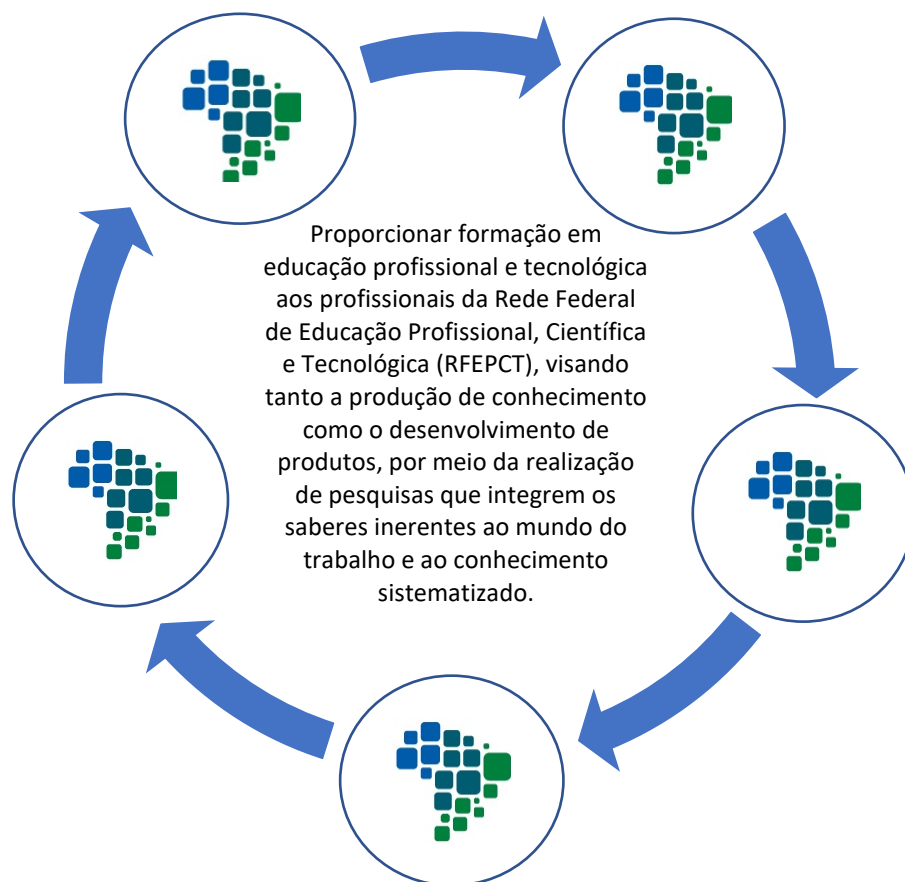 Proporcionar formação em
educação profissional e tecnológica
aos profissionais da Rede Federal
de Educação Profissional, Científica
e Tecnológica (RFEPCT), visando
tanto a produção de conhecimento
como o desenvolvimento de
produtos, por meio da realização
de pesquisas que integrem os
saberes inerentes ao mundo do
trabalho e ao conhecimento
sistematizado.